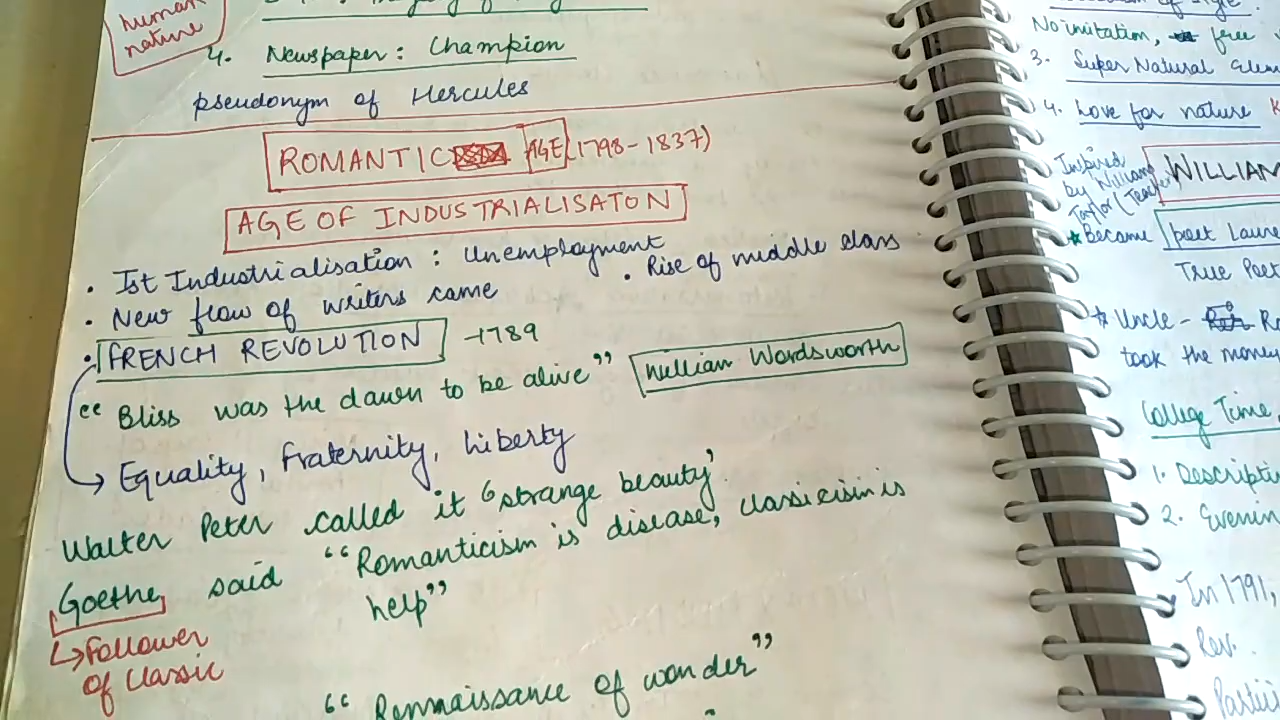 human
nature
4. Newspaper : Champion
pseudonym of Hercules
ROMANTIC AGE (1798-1837)
AGE OF INDUSTRIALISATON
• Ist Industrialisation : Unemployment
• Rise of middle class
• New flow of writers came
• FRENCH REVOLUTION -1789
"Bliss was the dawn to be alive" Willian Wordsworth
→ Equality, Fraternity, Liberty
Walter Peter called it 'strange beauty'
Goethe said "Romanticism is disease, classicisim is
help"
↳ Follower
of Classic
"Rennaissance of wonder"
No imitation, free
3. Super Natural
4. Love for nature
Inspired
by William
Taylor (Teacher)
WILLIAM
★ Became poet Laure
True Poet
* Uncle -
took the money
College Time
1. Descripti
2. Evenin
In 1791,
Rev.